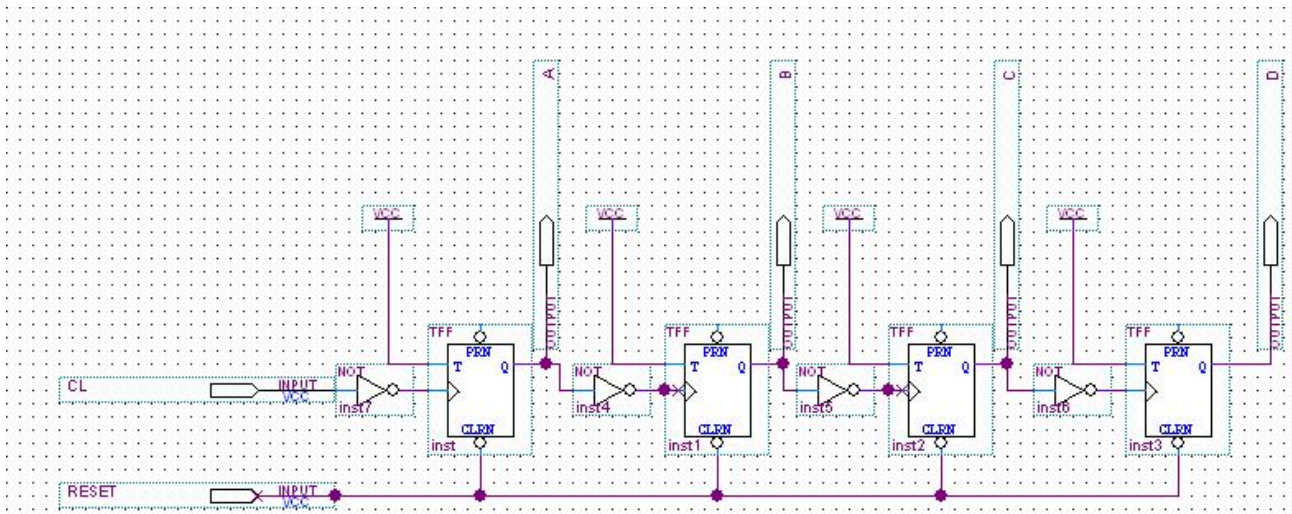 A
B
C
D
VCC
VCC
VCC
VCC
OUTPUT
OUTPUT
OUTPUT
OUTPUT
TFF
TFF
TFF
TFF
PRN
PRN
PRN
PRN
T Q
T Q
T Q
T Q
NOT
NOT
NOT
NOT
CL INPUT
VCC
inst7
inst4
inst5
inst6
CLRN
CLRN
CLRN
CLRN
inst
inst1
inst2
inst3
RESET INPUT
VCC